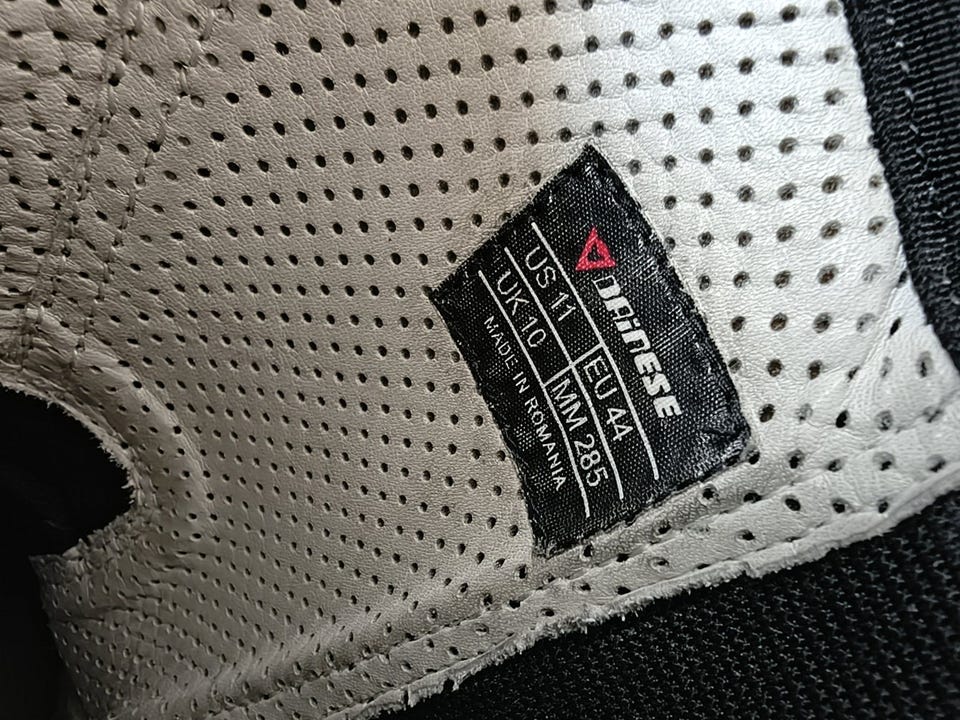 DAINESE
US 11 EU 44
UK 10 MM 285
MADE IN ROMANIA